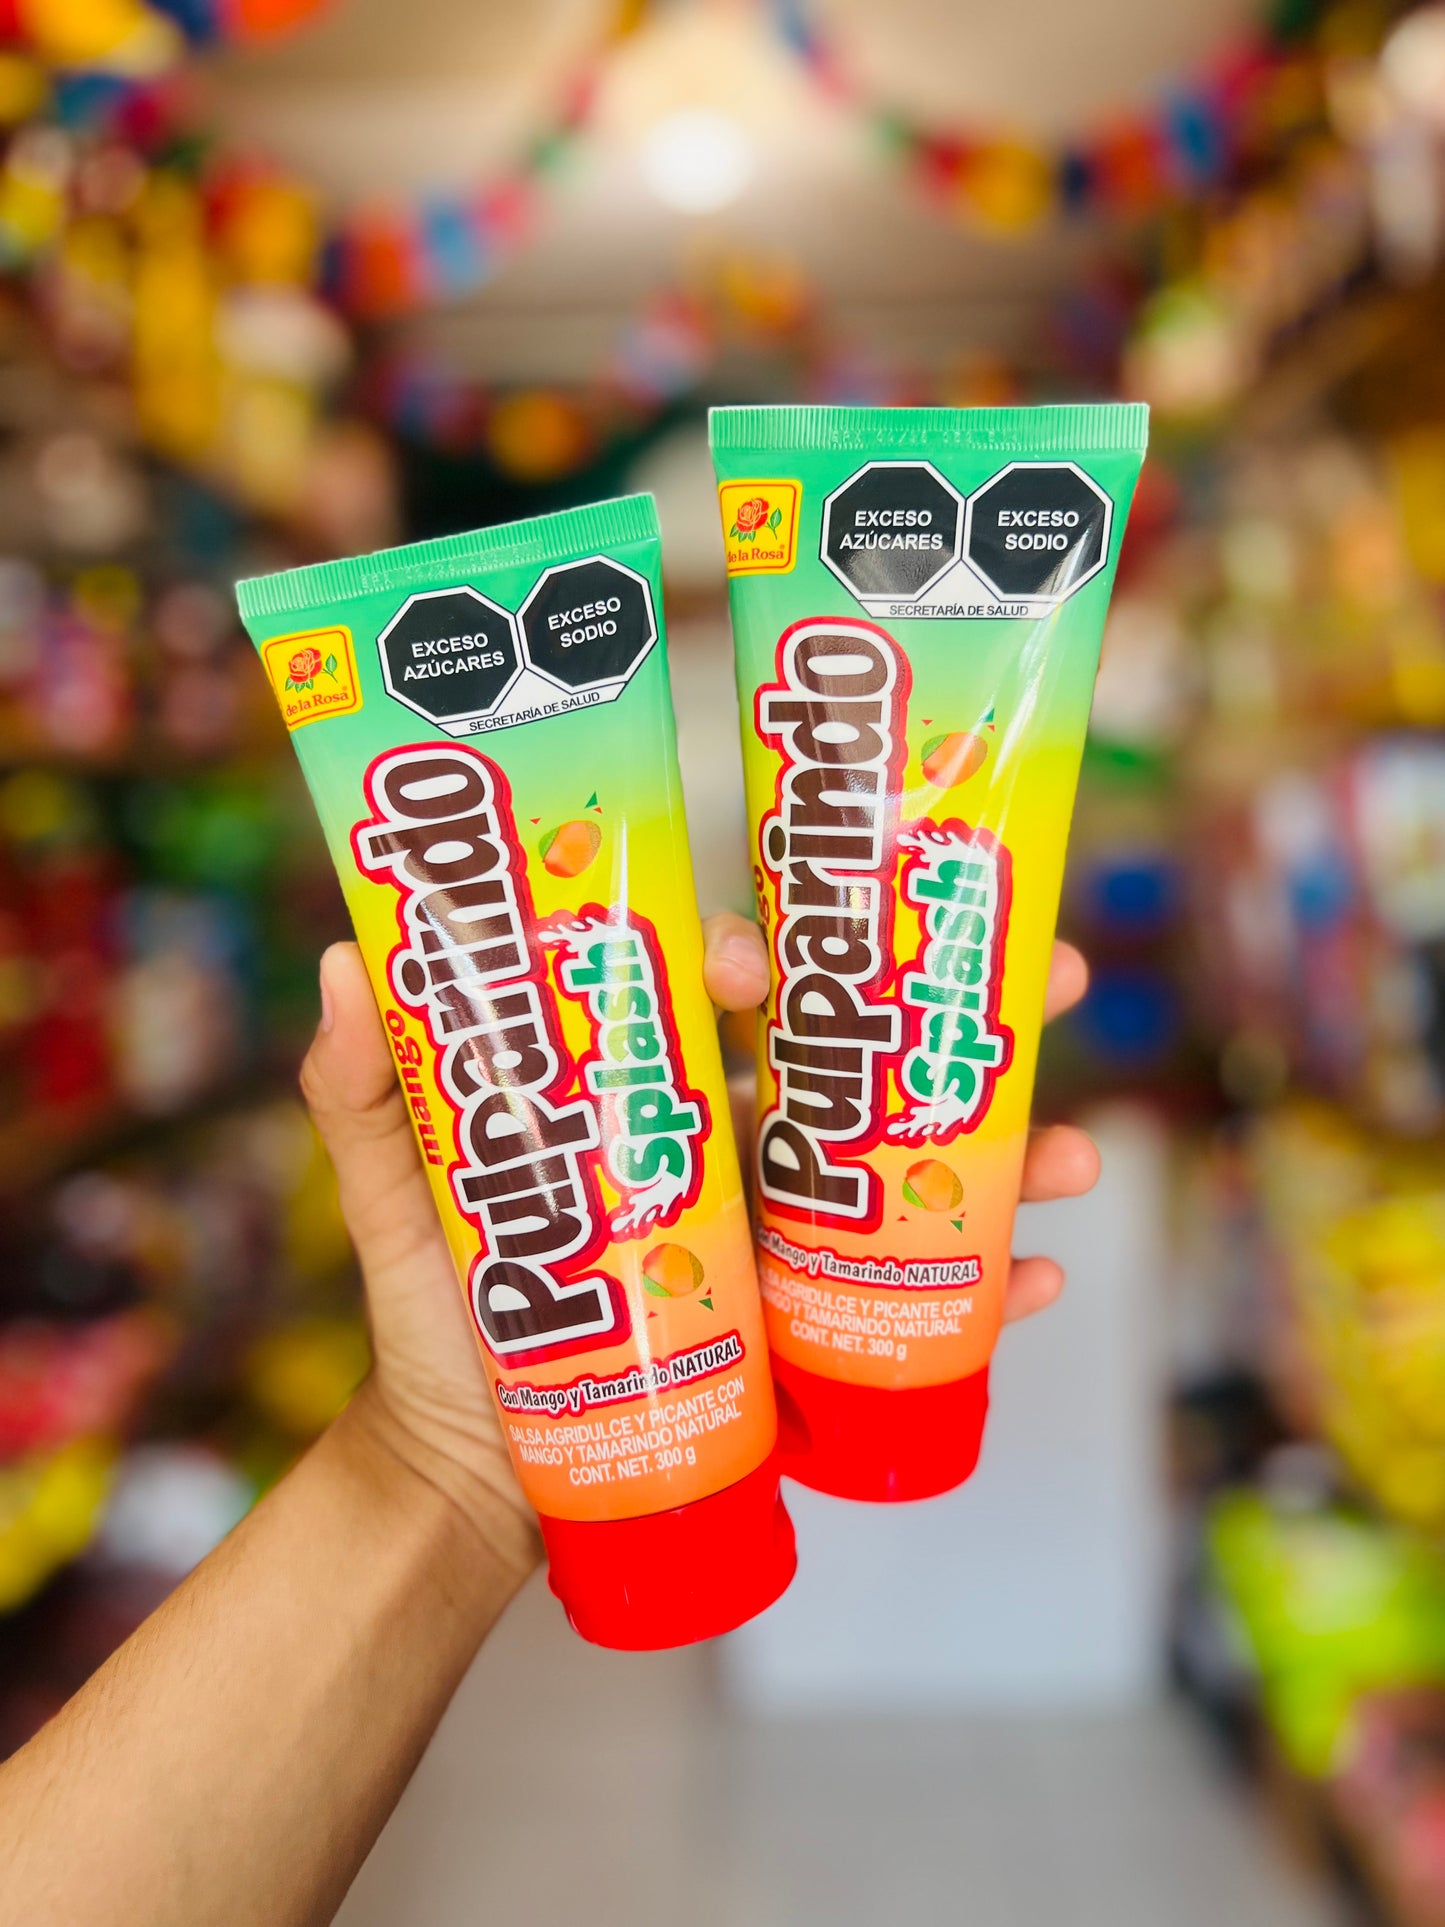 de la Rosa
EXCESO
AZÚCARES
EXCESO
SODIO
SECRETARÍA DE SALUD
mango
Pulparindo
Splash
Con Mango y Tamarindo NATURAL
SALSA AGRIDULCE Y PICANTE CON
MANGO Y TAMARINDO NATURAL
CONT. NET. 300 g
de la Rosa
EXCESO
AZÚCARES
EXCESO
SODIO
SECRETARÍA DE SALUD
Pulparindo
Splash
Con Mango y Tamarindo NATURAL
SALSA AGRIDULCE Y PICANTE CON
MANGO Y TAMARINDO NATURAL
CONT. NET. 300 g